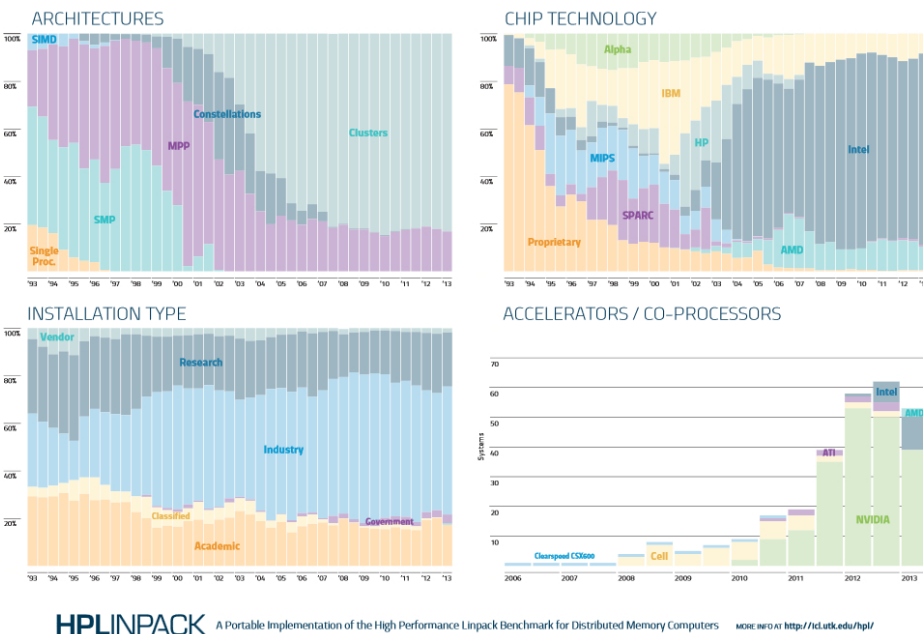 ARCHITECTURES
100%
80%
60%
40%
20%
SIMD
Constellations
Clusters
MPP
SMP
Single
Proc.
'93 '94 '95 '96 '97 '98 '99 '00 '01 '02 '03 '04 '05 '06 '07 '08 '09 '10 '11 '12 '13
CHIP TECHNOLOGY
100%
80%
60%
40%
20%
Alpha
IBM
HP
MIPS
Intel
SPARC
Proprietary
AMD
'93 '94 '95 '96 '97 '98 '99 '00 '01 '02 '03 '04 '05 '06 '07 '08 '09 '10 '11 '12
INSTALLATION TYPE
100%
80%
60%
40%
20%
Vendor
Research
Industry
Classified
Government
Academic
'93 '94 '95 '96 '97 '98 '99 '00 '01 '02 '03 '04 '05 '06 '07 '08 '09 '10 '11 '12 '13
ACCELERATORS / CO-PROCESSORS
70
60
50
40
30
20
10
Systems
Intel
AMD
ATI
NVIDIA
Clearspeed CSX600
Cell
2006 2007 2008 2009 2010 2011 2012 2013
HPLINPACK A Portable Implementation of the High Performance Linpack Benchmark for Distributed Memory Computers MORE INFO AT http://icl.utk.edu/hpl/